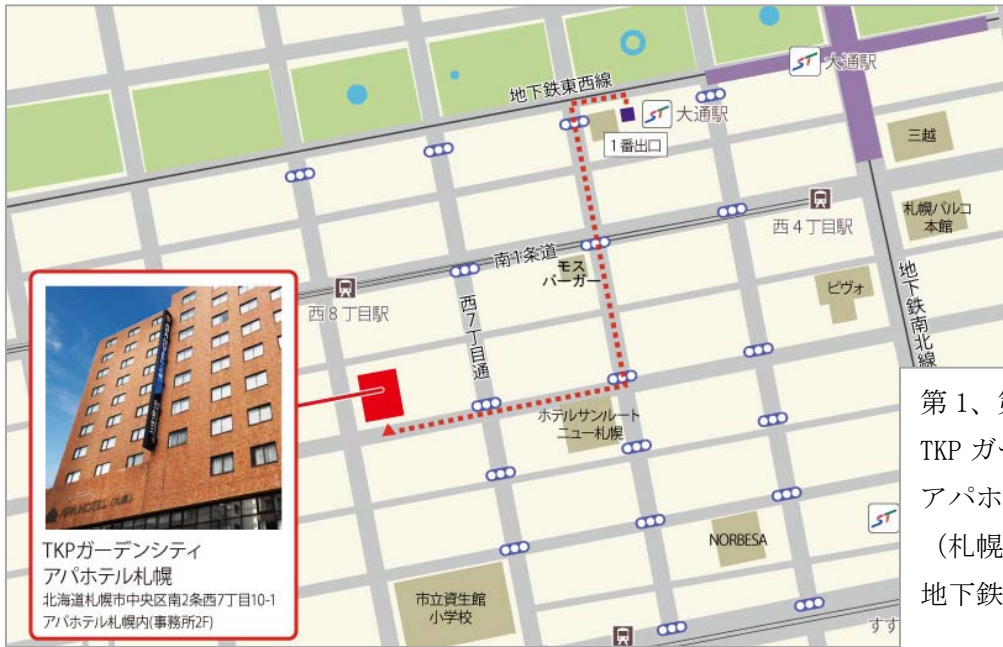 地下鉄東西線
大通駅
大通駅
1番出口
三越
札幌パルコ
本館
西4丁目駅
南1条道
モス
バーガー
ピヴォ
地下鉄南北線
西8丁目駅
西7丁目通
ホテルサンルート
ニュー札幌
NORBESA
市立資生館
小学校
すす
APA HOTEL
TKPガーデンシティ
アパホテル札幌
北海道札幌市中央区南2条西7丁目10-1
アパホテル札幌内(事務所2F)
第1、
TKP ガ
アパホ
(札幌
地下鉄